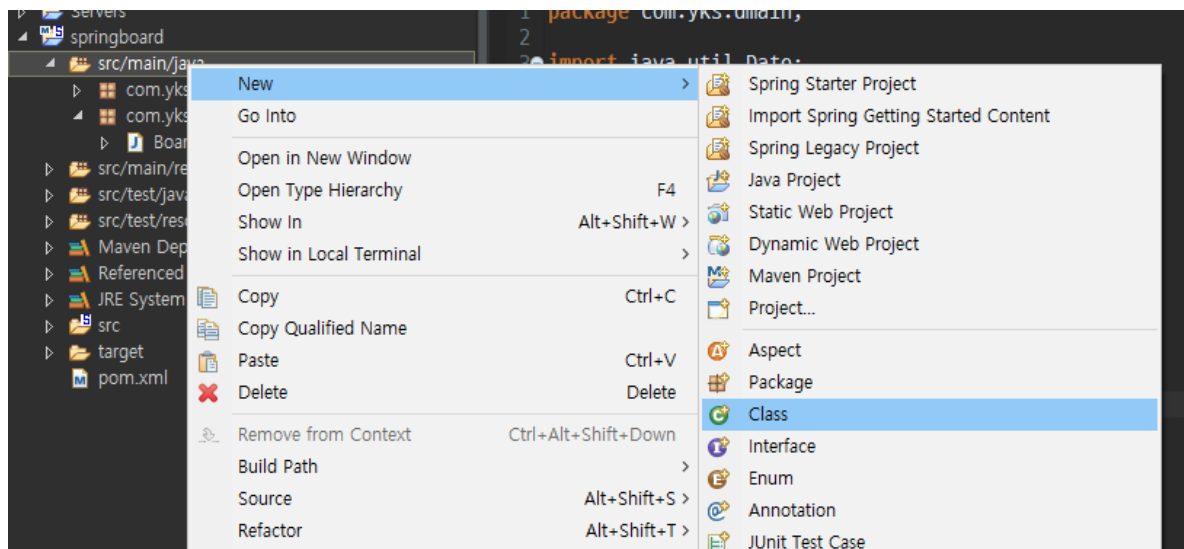 Servers
springboard
src/main/java
com.yks
com.yks
Boar
src/main/re
src/test/java
src/test/reso
Maven Dep
Referenced
JRE System
src
target
pom.xml
1 package com.yks.dmain;
2
3 import java.util.Date;
New
Go Into
Open in New Window
Open Type Hierarchy F4
Show In Alt+Shift+W >
Show in Local Terminal
Copy Ctrl+C
Copy Qualified Name
Paste Ctrl+V
Delete Delete
Remove from Context Ctrl+Alt+Shift+Down
Build Path
Source Alt+Shift+S >
Refactor Alt+Shift+T >
Spring Starter Project
Import Spring Getting Started Content
Spring Legacy Project
Java Project
Static Web Project
Dynamic Web Project
Maven Project
Project...
Aspect
Package
Class
Interface
Enum
Annotation
JUnit Test Case